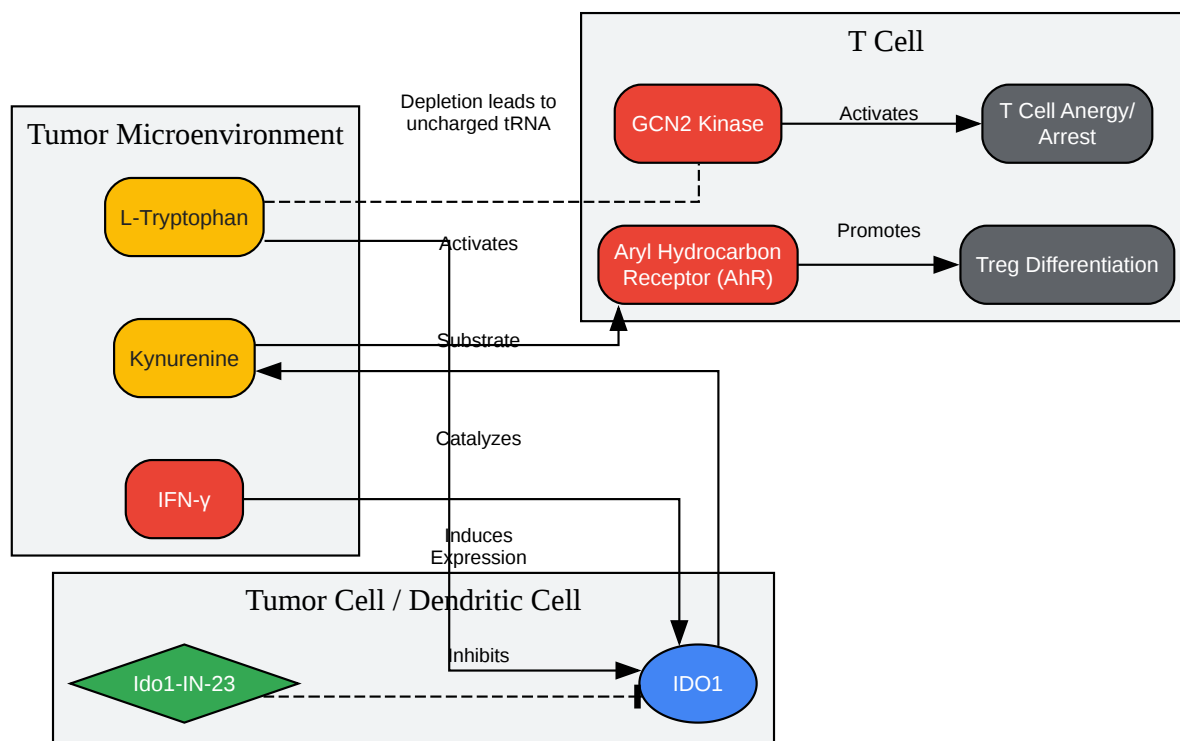 T Cell
Depletion leads to
uncharged tRNA
GCN2 Kinase
Activates
T Cell Anergy/
Arrest
Tumor Microenvironment
L-Tryptophan
Activates
Aryl Hydrocarbon
Receptor (AhR)
Promotes
Treg Differentiation
Kynurenine
Substrate
Catalyzes
IFN-γ
Induces
Expression
Tumor Cell / Dendritic Cell
Ido1-IN-23
Inhibits
IDO1